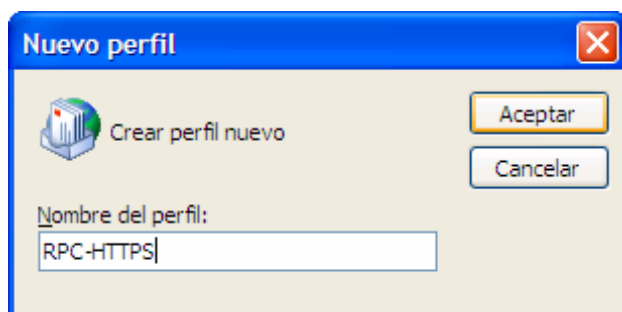 Nuevo perfil
Crear perfil nuevo
Aceptar
Cancelar
Nombre del perfil:
RPC-HTTPS